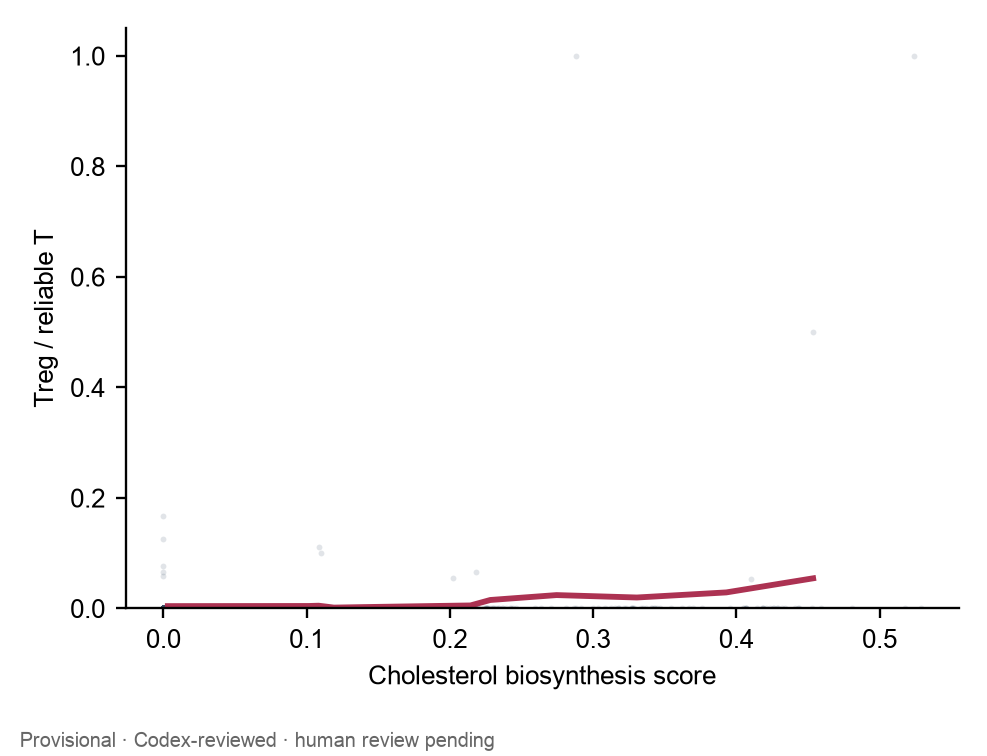 1.0
0.8
0.6
0.4
0.2
0.0
Treg / reliable T
0.0 0.1 0.2 0.3 0.4 0.5
Cholesterol biosynthesis score
Provisional · Codex-reviewed · human review pending